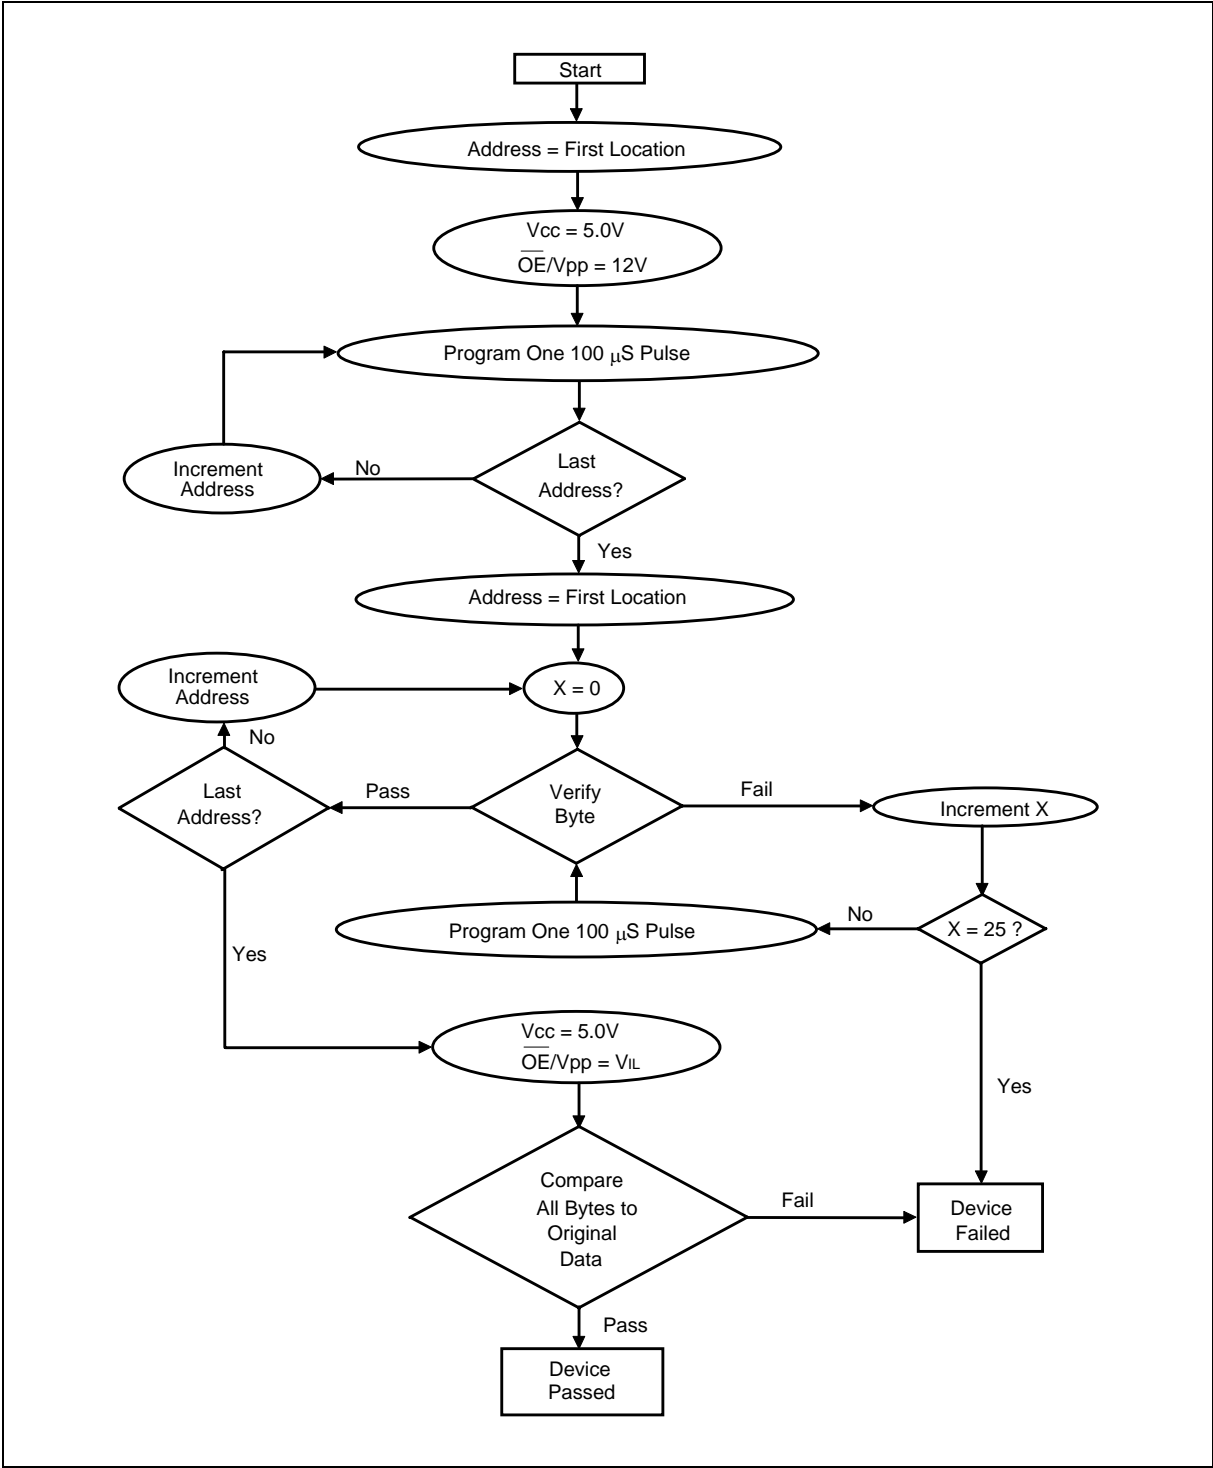 Start
Address = First Location
Vcc = 5.0V
OE/Vpp = 12V
Program One 100 μS Pulse
Last
Address?
No
Increment
Address
Yes
Address = First Location
Increment
Address
X = 0
No
Last
Address?
Pass
Verify
Byte
Fail
Increment X
No
X = 25 ?
Program One 100 μS Pulse
Yes
Vcc = 5.0V
OE/Vpp = VIL
Yes
Compare
All Bytes to
Original
Data
Fail
Device
Failed
Pass
Device
Passed